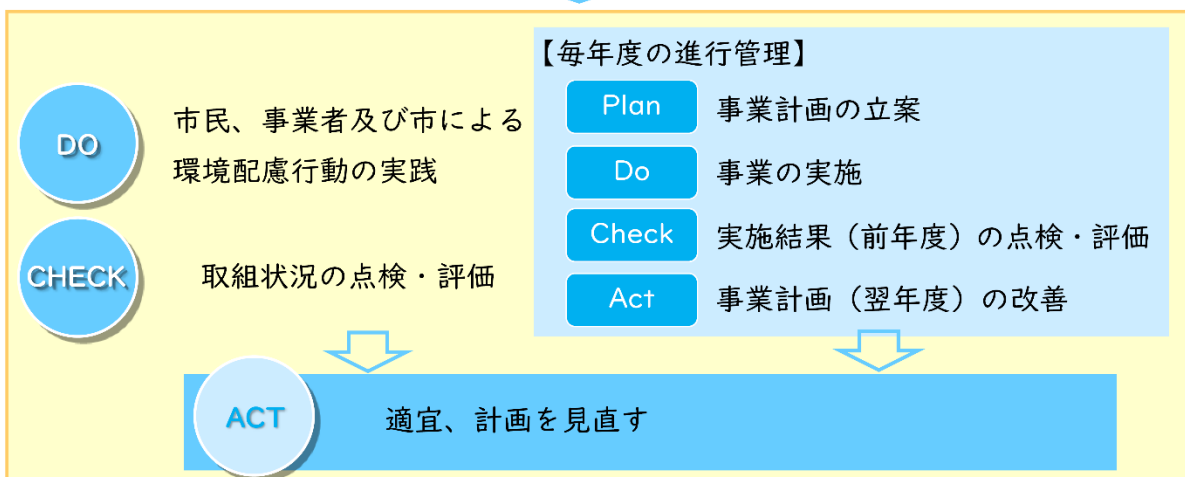 DO
市民、事業者及び市による
環境配慮行動の実践
CHECK
取組状況の点検・評価
【毎年度の進行管理】
Plan 事業計画の立案
Do 事業の実施
Check 実施結果（前年度）の点検・評価
Act 事業計画（翌年度）の改善
ACT 適宜、計画を見直す